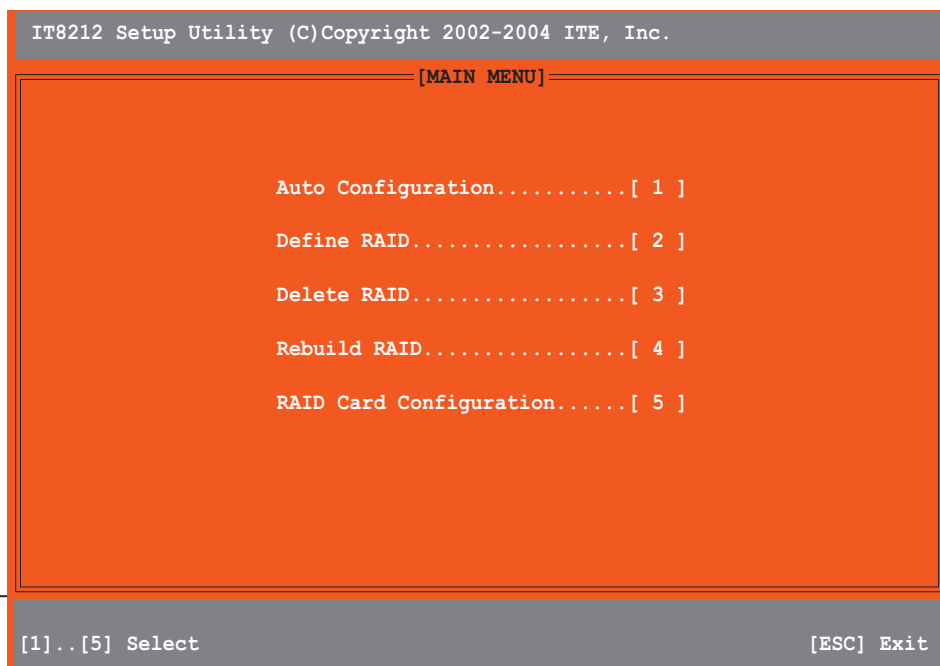 IT8212 Setup Utility (C)Copyright 2002-2004 ITE, Inc.
[MAIN MENU]
Auto Configuration...........[ 1 ]
Define RAID..................[ 2 ]
Delete RAID..................[ 3 ]
Rebuild RAID.................[ 4 ]
RAID Card Configuration......[ 5 ]
[1]..[5] Select [ESC] Exit